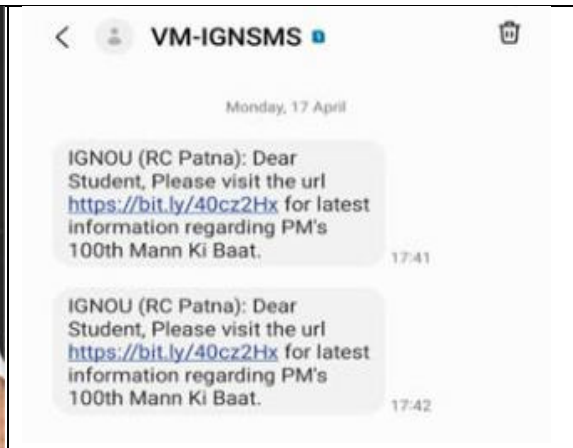 VM-IGNSMS
Monday, 17 April
IGNOU (RC Patna): Dear
Student, Please visit the url
https://bit.ly/40cz2Hx for latest
information regarding PM's
100th Mann Ki Baat.
17:41
IGNOU (RC Patna): Dear
Student, Please visit the url
https://bit.ly/40cz2Hx for latest
information regarding PM's
100th Mann Ki Baat.
17:42